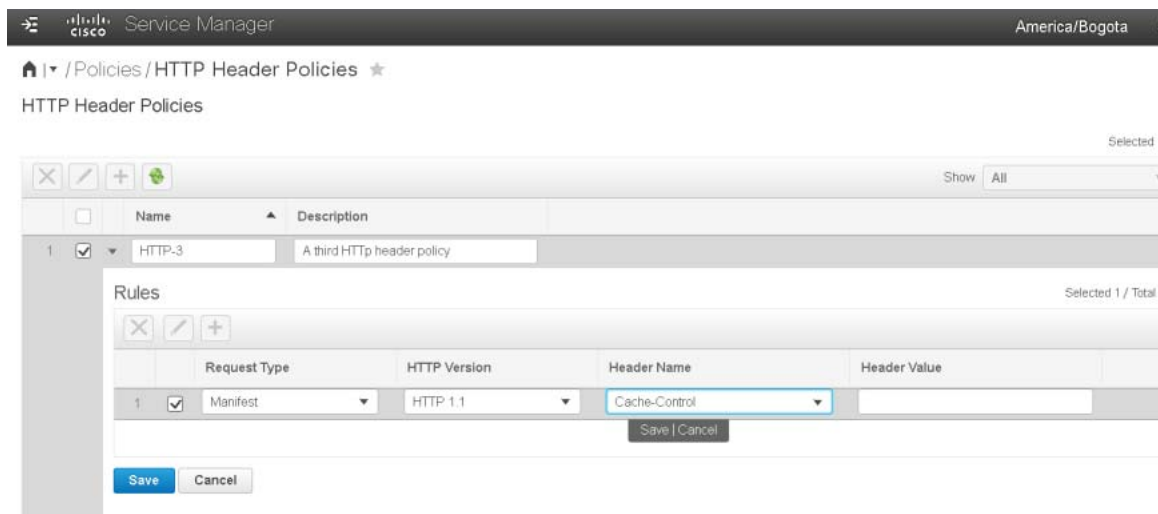 cisco Service Manager America/Bogota
/ Policies / HTTP Header Policies
HTTP Header Policies
Selected
Show All
Name Description
1 HTTP-3 A third HTTp header policy
Rules Selected 1 / Total
Request Type HTTP Version Header Name Header Value
1 Manifest HTTP 1.1 Cache-Control
Save | Cancel
Save Cancel